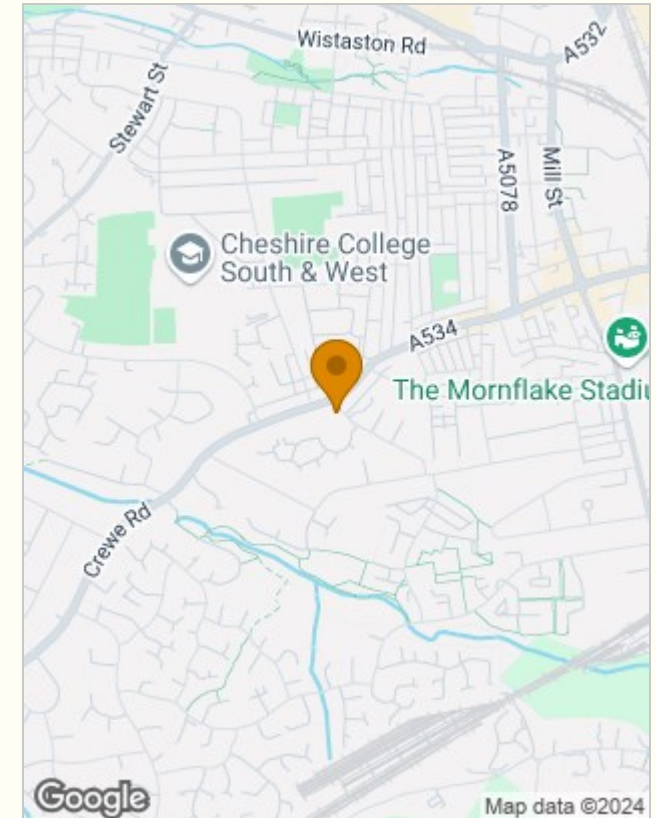 Wistaston Rd
A532
Stewart St
A5078
Mill St
Cheshire College
South & West
A534
The Mornflake Stadiu
Crewe Rd
Google
Map data ©2024